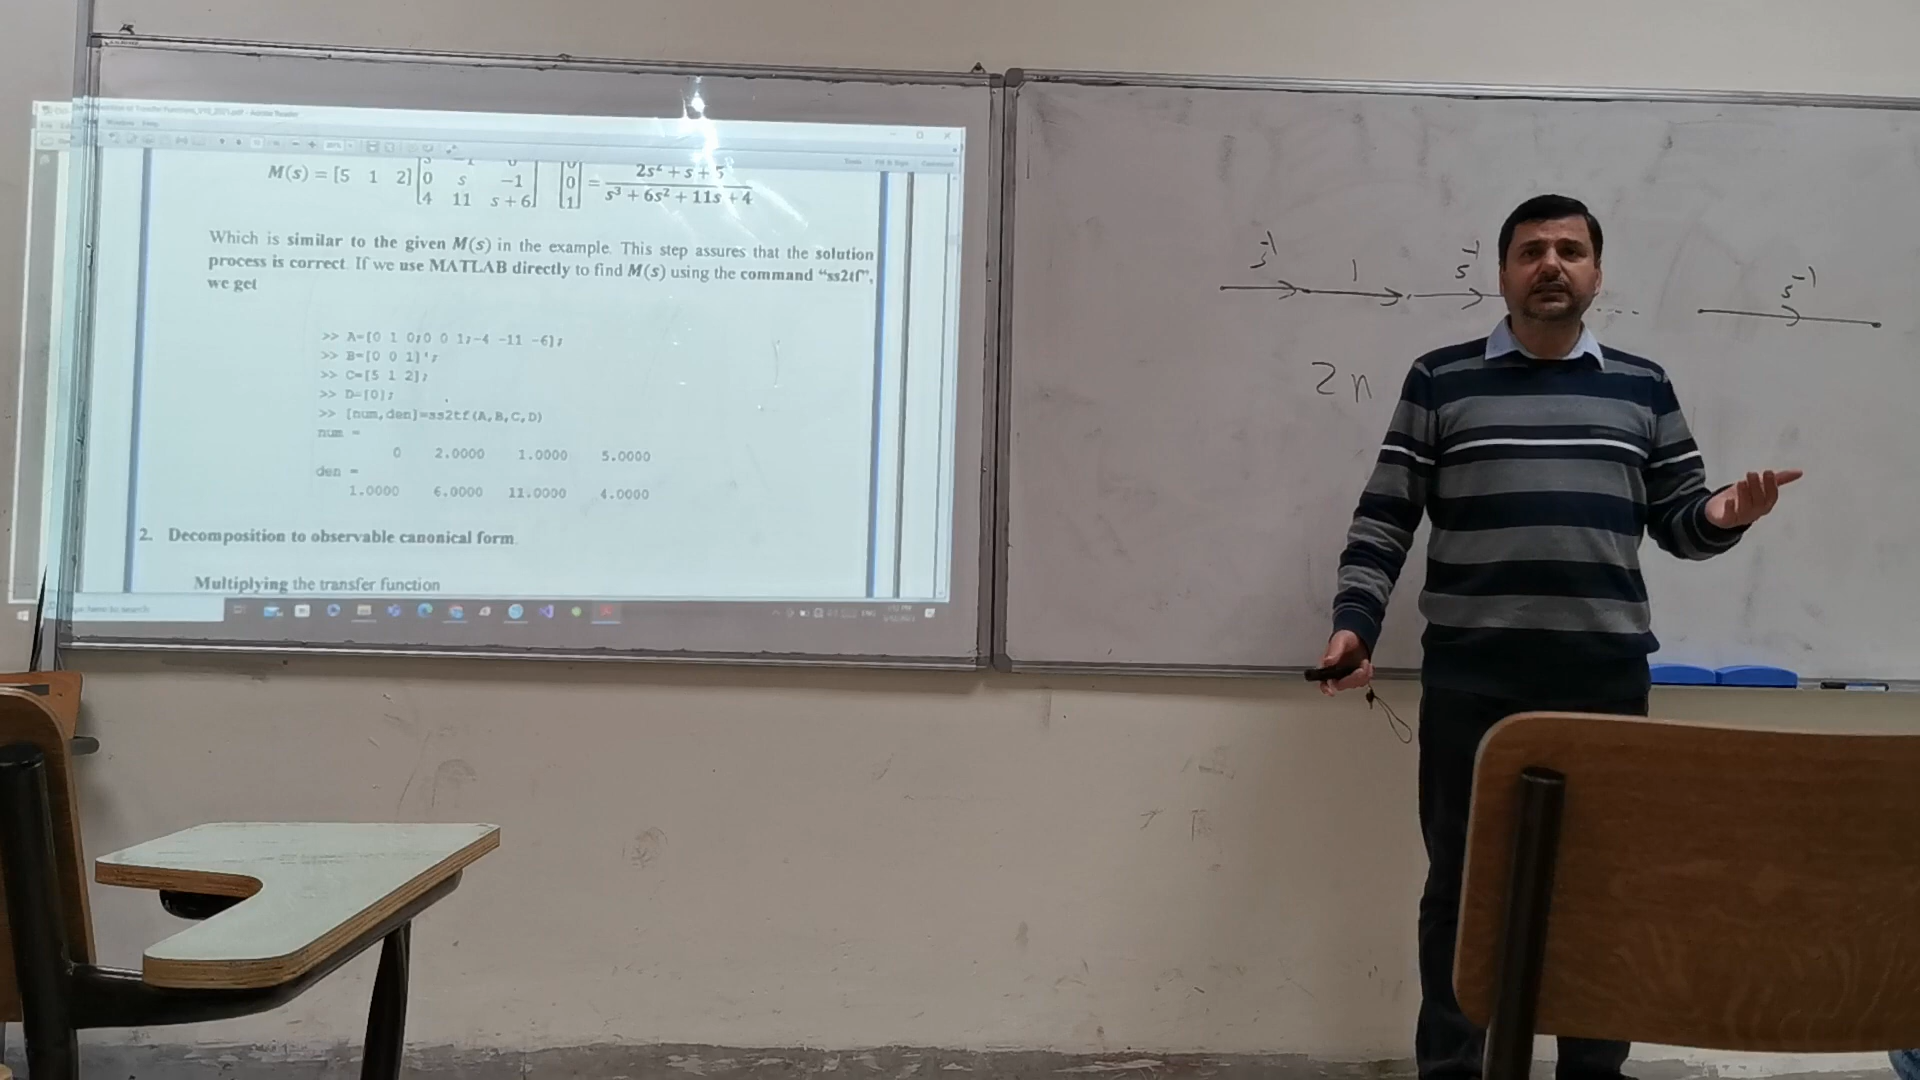 M(s) = [5 1 2] [0 s −1 [0 = 2s² + s + 5
[4 11 s + 6] [1] s³ + 6s² + 11s + 4
Which is similar to the given M(s) in the example. This step assures that the solution
process is correct. If we use MATLAB directly to find M(s) using the command “ss2tf”,
we get
>> A=[0 1 0;0 0 1;-4 -11 -6];
>> B=[0 0 1]';
>> C=[5 1 2];
>> D=[0];
>> [num,den]=ss2tf(A,B,C,D)
num =
0 2.0000 1.0000 5.0000
den =
1.0000 6.0000 11.0000 4.0000
2. Decomposition to observable canonical form.
Multiplying the transfer function
s⁻¹ 1 s⁻¹ .... s⁻¹
2n